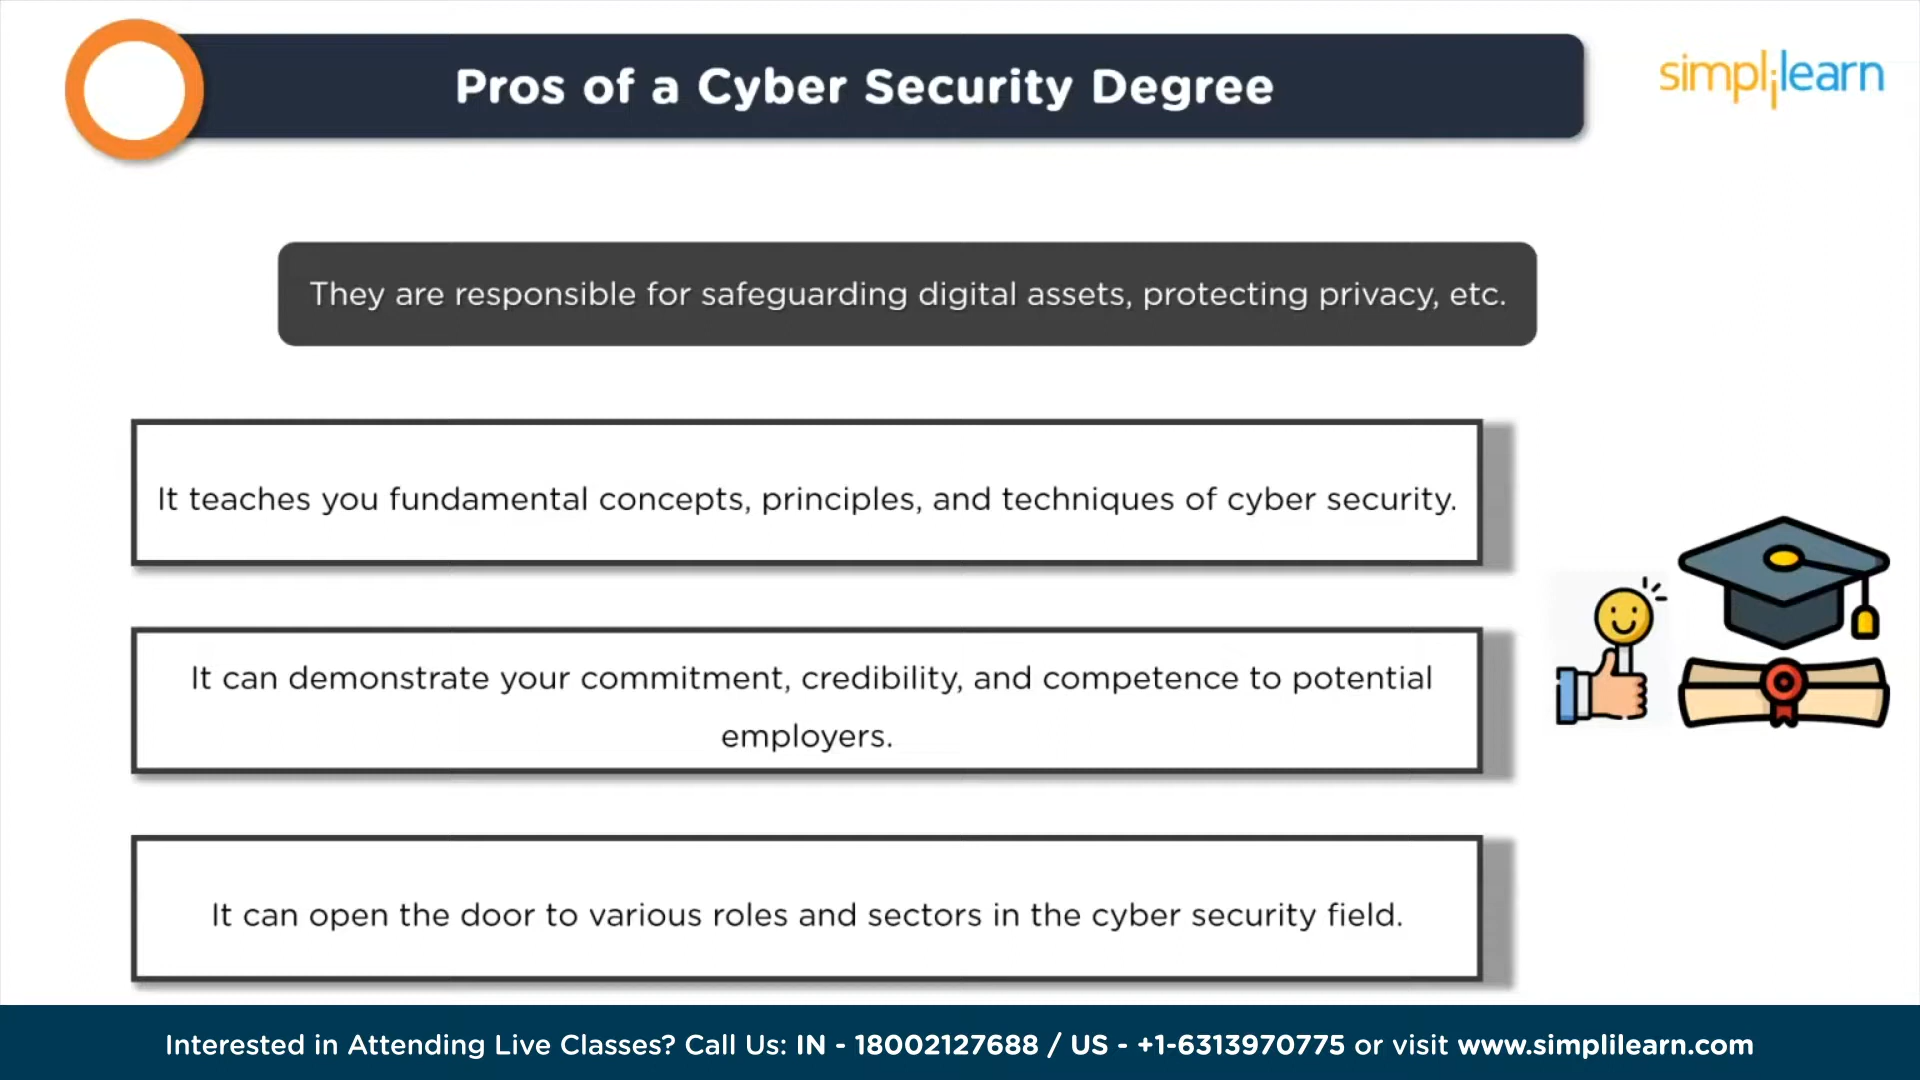 Pros of a Cyber Security Degree
simplilearn
They are responsible for safeguarding digital assets, protecting privacy, etc.
It teaches you fundamental concepts, principles, and techniques of cyber security.
It can demonstrate your commitment, credibility, and competence to potential
employers.
It can open the door to various roles and sectors in the cyber security field.
Interested in Attending Live Classes? Call Us: IN - 18002127688 / US - +1-6313970775 or visit www.simplilearn.com